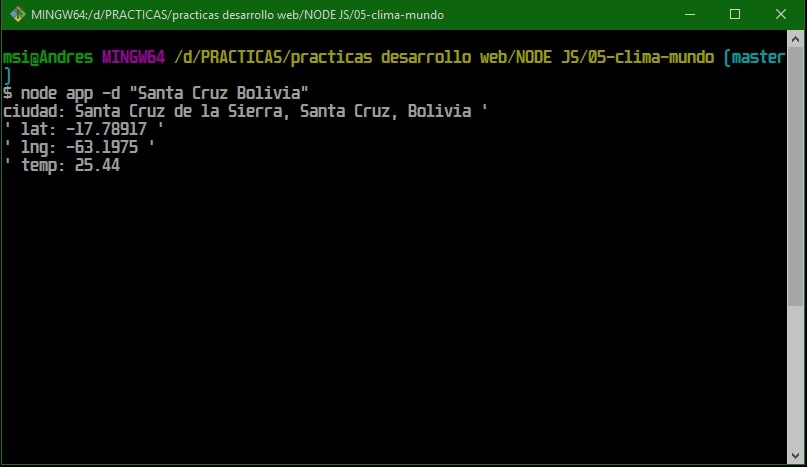 MINGW64:/d/PRACTICAS/practicas desarrollo web/NODE JS/05-clima-mundo
msi@Andres MINGW64 /d/PRACTICAS/practicas desarrollo web/NODE JS/05-clima-mundo (master
)
$ node app -d "Santa Cruz Bolivia"
ciudad: Santa Cruz de la Sierra, Santa Cruz, Bolivia '
' lat: -17.78917 '
' lng: -63.1975 '
' temp: 25.44